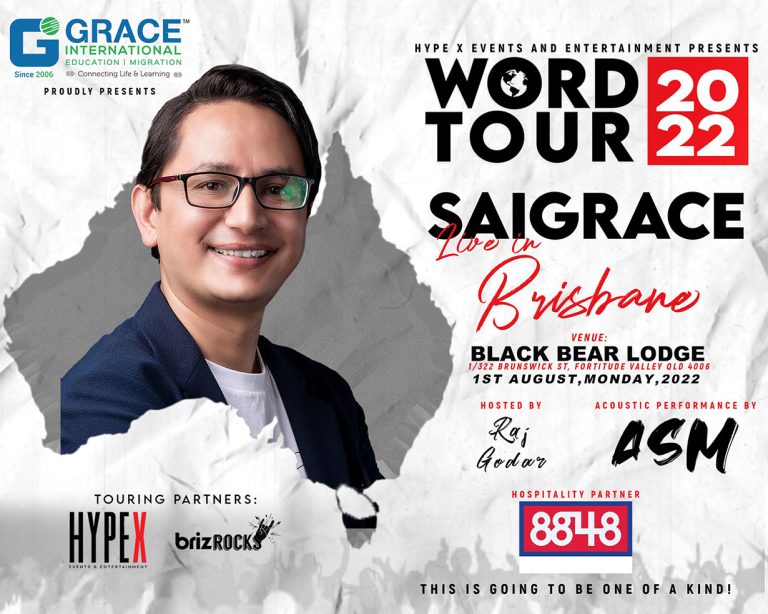 GRACE™
INTERNATIONAL
EDUCATION | MIGRATION
Since 2006
Connecting Life & Learning
PROUDLY PRESENTS
HYPE X EVENTS AND ENTERTAINMENT PRESENTS
WORD
TOUR
20
22
SAIGRACE
Live in
Brisbane
VENUE:
BLACK BEAR LODGE
1/322 BRUNSWICK ST, FORTITUDE VALLEY QLD 4006
1ST AUGUST,MONDAY,2022
HOSTED BY
Raj
Godar
ACOUSTIC PERFORMANCE BY
ASM
HOSPITALITY PARTNER
8848
TOURING PARTNERS:
HYPEX
EVENTS & ENTERTAINMENT
brizROCKS
THIS IS GOING TO BE ONE OF A KIND!